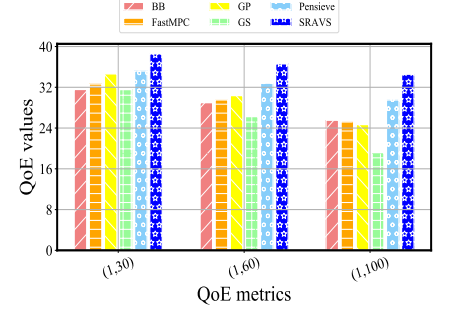 BB GP Pensieve
FastMPC GS SRAVS
40
32
24
16
8
0
QoE values
(1,30) (1,60) (1,100)
QoE metrics